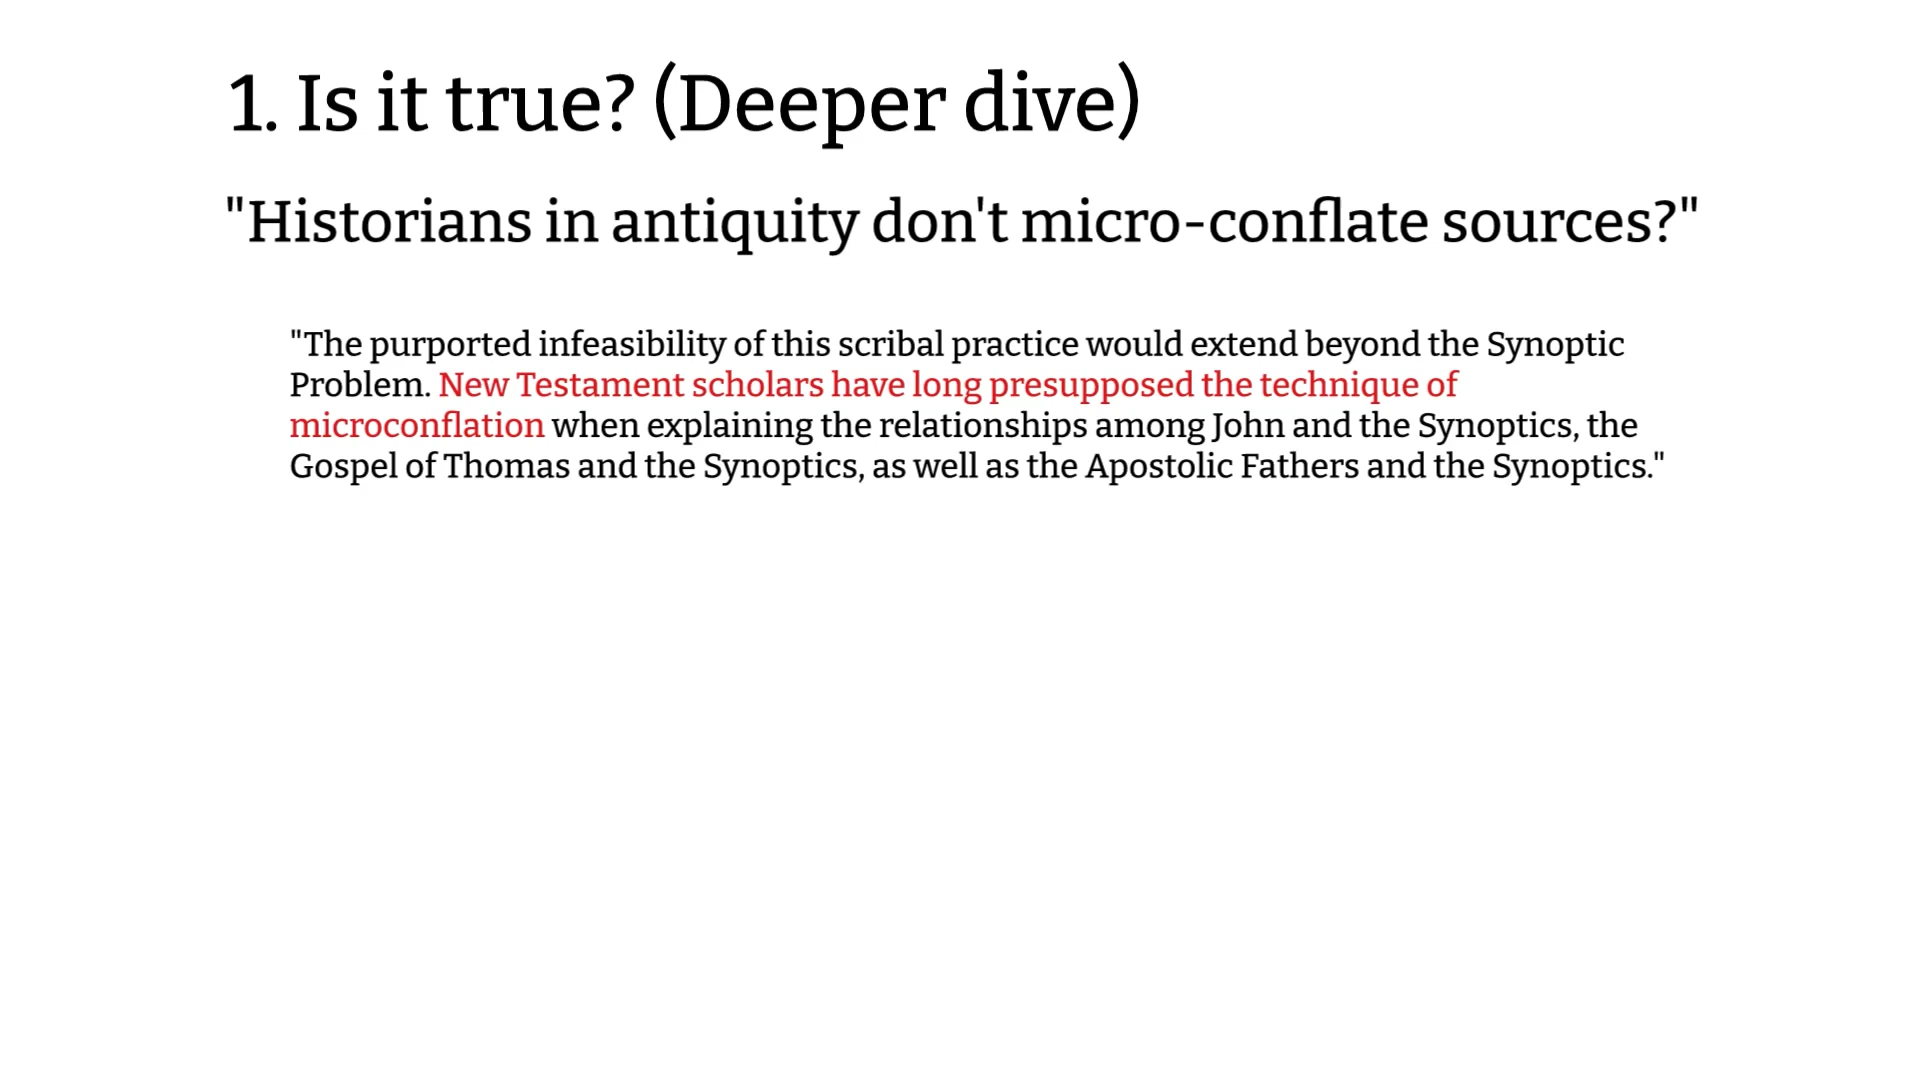 1. Is it true? (Deeper dive)
"Historians in antiquity don't micro-conflate sources?"
"The purported infeasibility of this scribal practice would extend beyond the Synoptic
Problem. New Testament scholars have long presupposed the technique of
microconflation when explaining the relationships among John and the Synoptics, the
Gospel of Thomas and the Synoptics, as well as the Apostolic Fathers and the Synoptics."